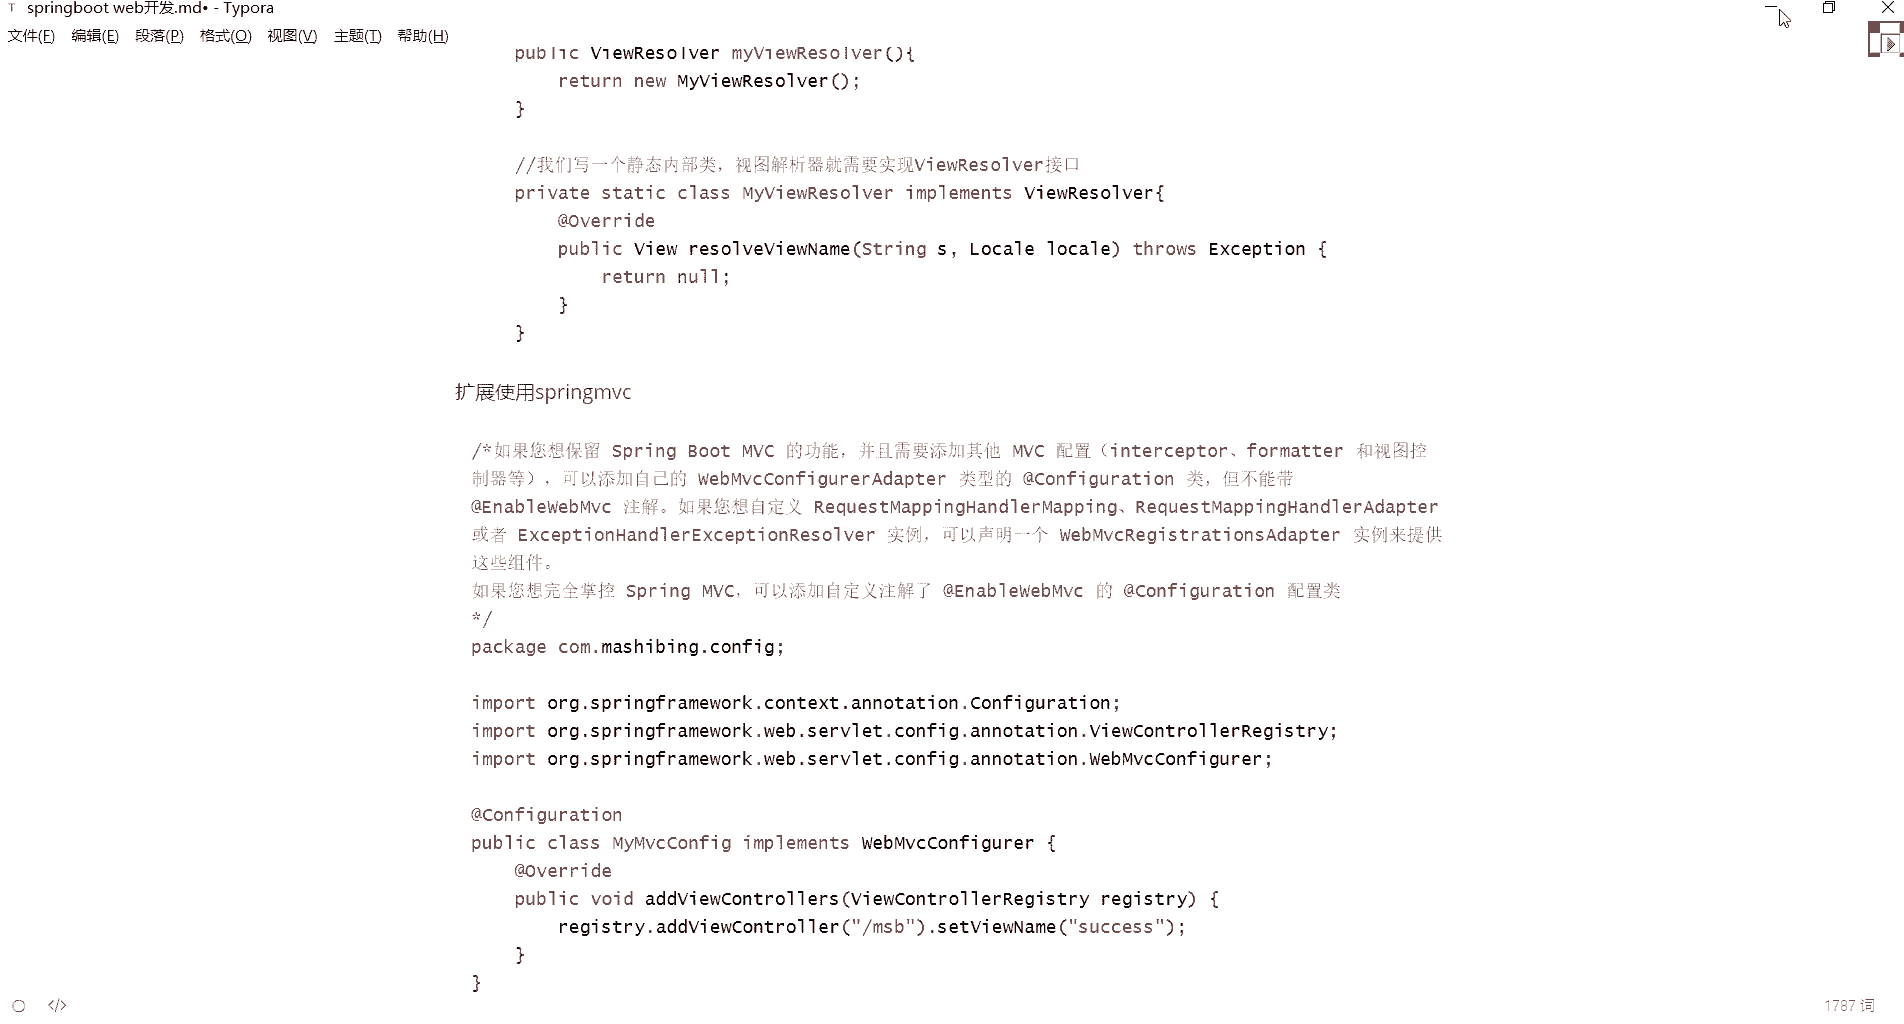 springboot web开发.md• - Typora
文件(F) 编辑(E) 段落(P) 格式(O) 视图(V) 主题(T) 帮助(H)
public ViewResolver myViewResolver(){
return new MyViewResolver();
}
//我们写一个静态内部类，视图解析器就需要实现ViewResolver接口
private static class MyViewResolver implements ViewResolver{
@Override
public View resolveViewName(String s, Locale locale) throws Exception {
return null;
}
}
扩展使用springmvc
/*如果您想保留 Spring Boot MVC 的功能，并且需要添加其他 MVC 配置（interceptor、formatter 和视图控
制器等），可以添加自己的 WebMvcConfigurerAdapter 类型的 @Configuration 类，但不能带
@EnableWebMvc 注解。如果您想自定义 RequestMappingHandlerMapping、RequestMappingHandlerAdapter
或者 ExceptionHandlerExceptionResolver 实例，可以声明一个 WebMvcRegistrationsAdapter 实例来提供
这些组件。
如果您想完全掌控 Spring MVC，可以添加自定义注解了 @EnableWebMvc 的 @Configuration 配置类
*/
package com.mashibing.config;
import org.springframework.context.annotation.Configuration;
import org.springframework.web.servlet.config.annotation.ViewControllerRegistry;
import org.springframework.web.servlet.config.annotation.WebMvcConfigurer;
@Configuration
public class MyMvcConfig implements WebMvcConfigurer {
@Override
public void addViewControllers(ViewControllerRegistry registry) {
registry.addViewController("/msb").setViewName("success");
}
}
</> 1787 词